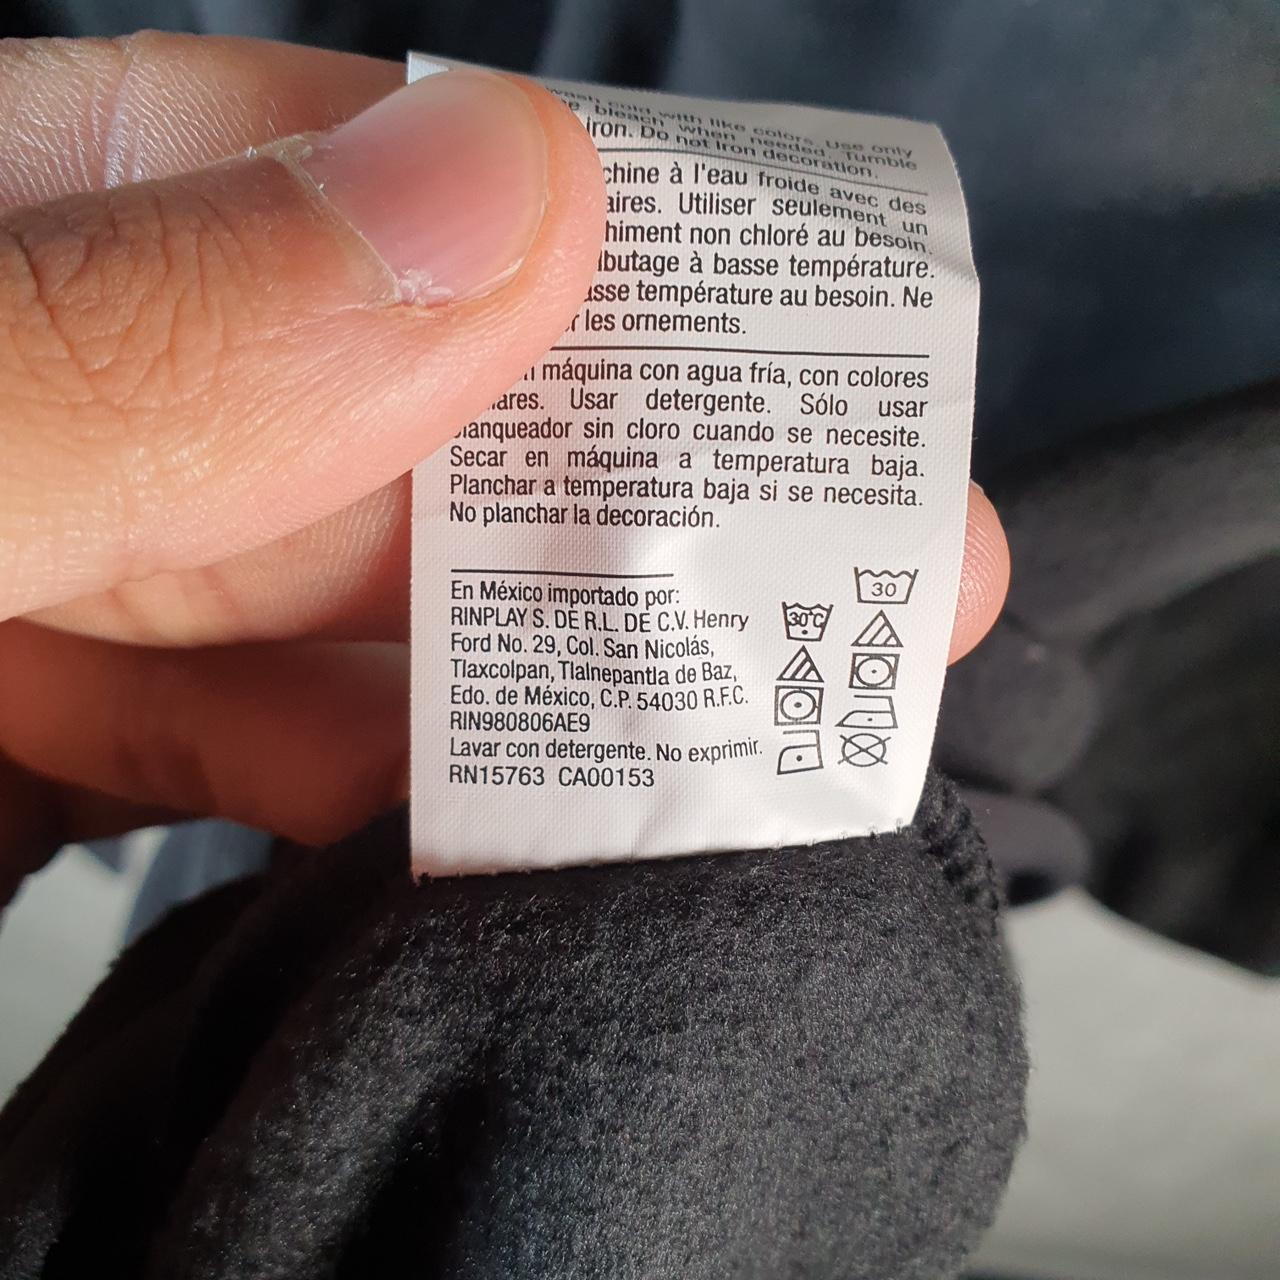 wash cold with like colors. Use only
bleach when needed. Tumble
iron. Do not iron decoration.
à l'eau froide avec des
Utiliser seulement un
non chloré au besoin.
à basse température.
température au besoin. Ne
les ornements.
máquina con agua fría, con colores
Usar detergente. Sólo usar
blanqueador sin cloro cuando se necesite.
Secar en máquina a temperatura baja.
Planchar a temperatura baja si se necesita.
No planchar la decoración.
En México importado por:
RINPLAY S. DE R.L. DE C.V. Henry
Ford No. 29, Col. San Nicolás,
Tlaxcolpan, Tlalnepantla de Baz,
Edo. de México, C.P. 54030 R.F.C.
RIN980806AE9
Lavar con detergente. No exprimir.
RN15763 CA00153
30°C
30